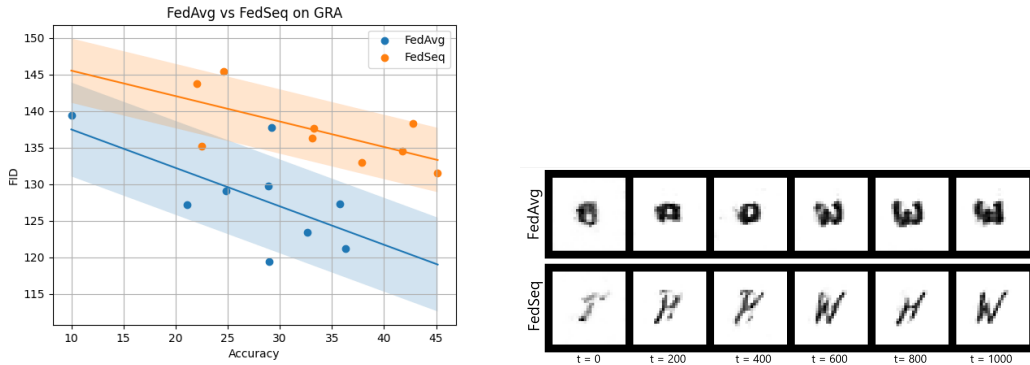 FedAvg vs FedSeq on GRA
FedAvg
FedSeq
150
145
140
135
130
125
120
115
FID
10 15 20 25 30 35 40 45
Accuracy
FedAvg
FedSeq
t = 0 t = 200 t = 400 t = 600 t = 800 t = 1000